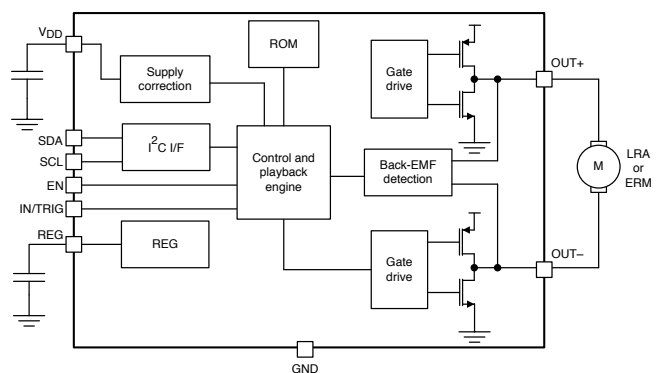 VDD
Supply
correction
ROM
Gate
drive
OUT+
SDA
SCL
I2C I/F
EN
IN/TRIG
Control and
playback
engine
Back-EMF
detection
M
LRA
or
ERM
REG
REG
Gate
drive
OUT–
GND